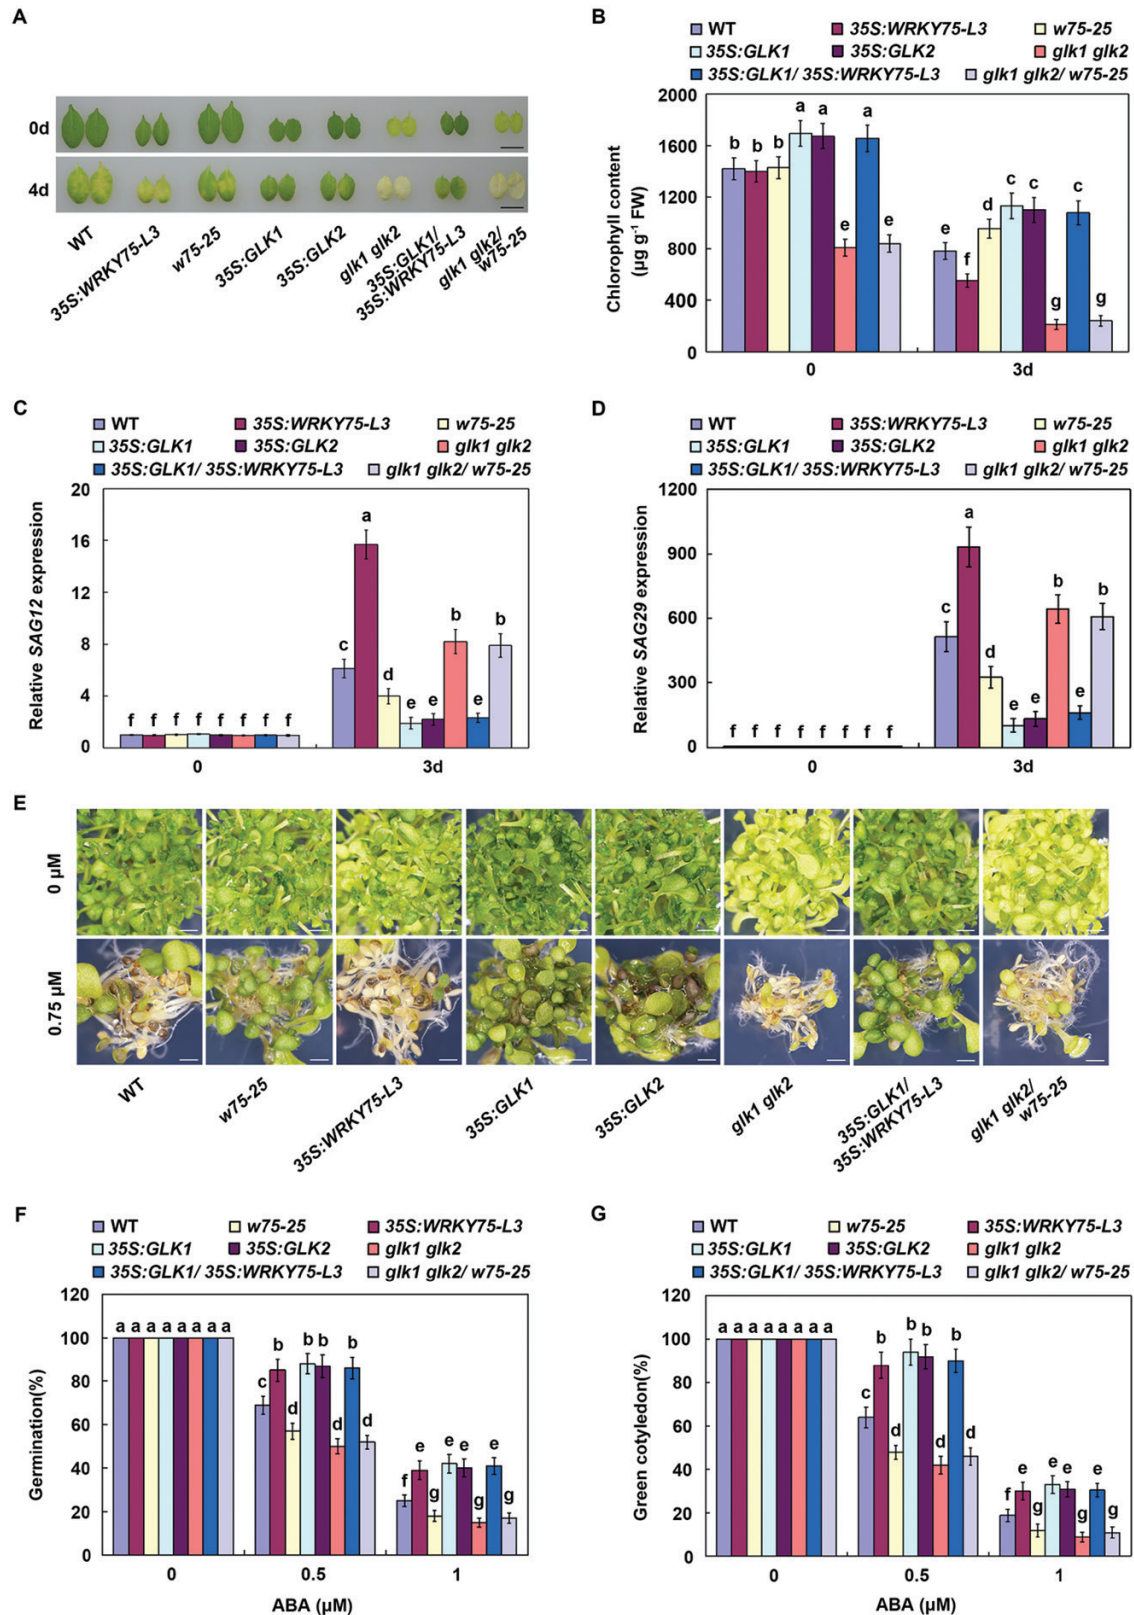 A
0d
4d
WT
35S:WRKY75-L3
w75-25
35S:GLK1
35S:GLK2
glk1 glk2
35S:GLK1/
35S:WRKY75-L3
glk1 glk2/
w75-25
B
WT 35S:WRKY75-L3 w75-25
35S:GLK1 35S:GLK2 glk1 glk2
35S:GLK1/ 35S:WRKY75-L3 glk1 glk2/ w75-25
Chlorophyll content
(µg g⁻¹ FW)
2000
1600
1200
800
400
0
b b b a a e a e
e f d c c g c g
0 3d
C
WT 35S:WRKY75-L3 w75-25
35S:GLK1 35S:GLK2 glk1 glk2
35S:GLK1/ 35S:WRKY75-L3 glk1 glk2/ w75-25
Relative SAG12 expression
20
16
12
8
4
0
f f f f f f f f
c a d e e b e b
0 3d
D
WT 35S:WRKY75-L3 w75-25
35S:GLK1 35S:GLK2 glk1 glk2
35S:GLK1/ 35S:WRKY75-L3 glk1 glk2/ w75-25
Relative SAG29 expression
1200
900
600
300
0
f f f f f f f f
c a d e e b e b
0 3d
E
0 µM
0.75 µM
WT
w75-25
35S:WRKY75-L3
35S:GLK1
35S:GLK2
glk1 glk2
35S:GLK1/
35S:WRKY75-L3
glk1 glk2/
w75-25
F
WT w75-25 35S:WRKY75-L3
35S:GLK1 35S:GLK2 glk1 glk2
35S:GLK1/ 35S:WRKY75-L3 glk1 glk2/ w75-25
Germination(%)
120
100
80
60
40
20
0
a a a a a a a a
c b d b b d b d
f e g e e g e g
0 0.5 1
ABA (µM)
G
WT w75-25 35S:WRKY75-L3
35S:GLK1 35S:GLK2 glk1 glk2
35S:GLK1/ 35S:WRKY75-L3 glk1 glk2/ w75-25
Green cotyledon(%)
120
100
80
60
40
20
0
a a a a a a a a
c b d b b d b d
f e g e e g e g
0 0.5 1
ABA (µM)